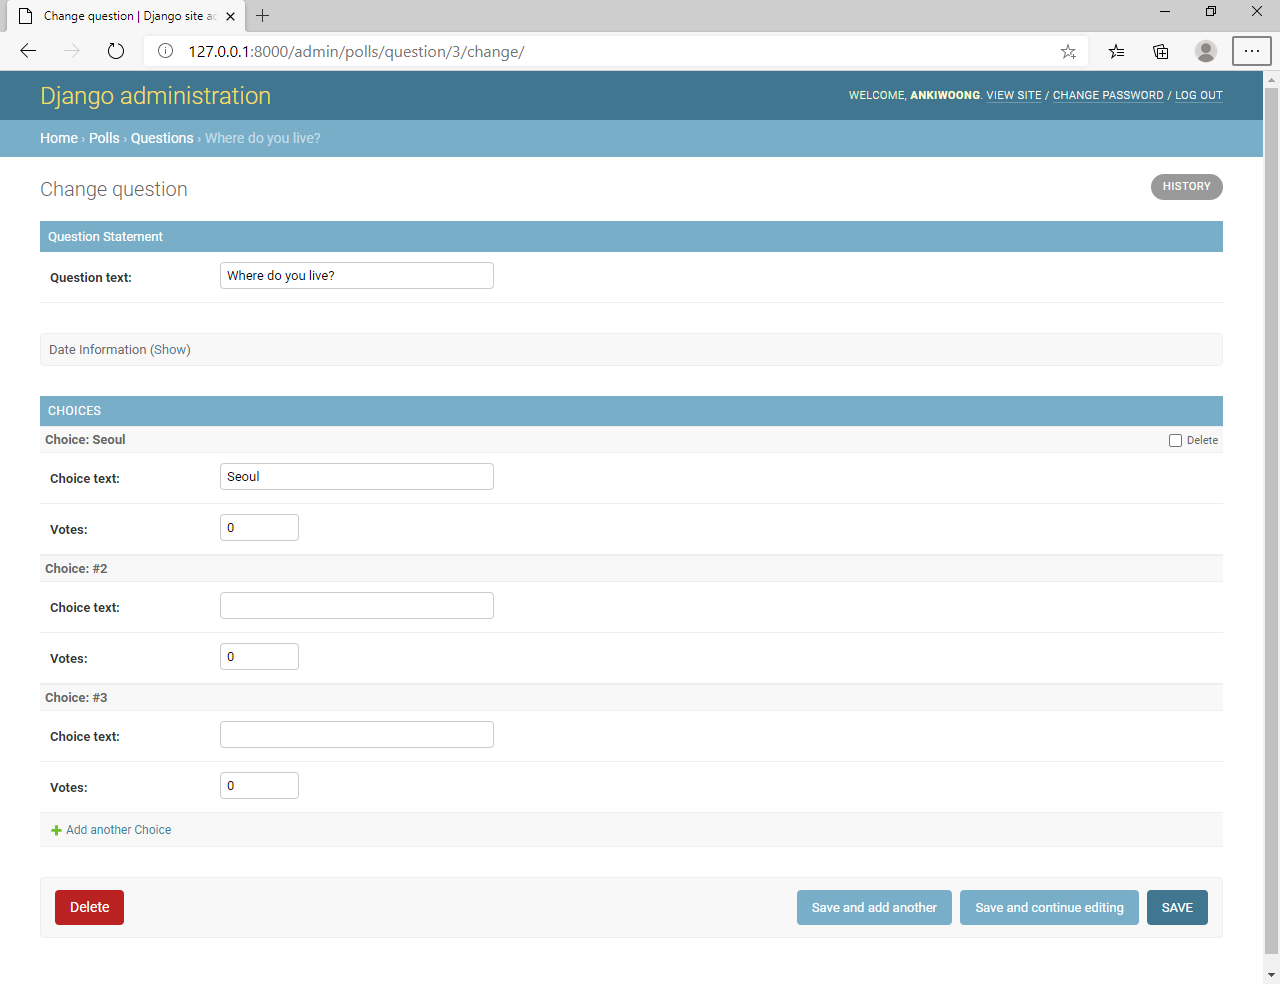 Change question | Django site a
127.0.0.1:8000/admin/polls/question/3/change/
Django administration
WELCOME, ANKIWOONG. VIEW SITE / CHANGE PASSWORD / LOG OUT
Home › Polls › Questions › Where do you live?
Change question
HISTORY
Question Statement
Question text:
Where do you live?
Date Information (Show)
CHOICES
Choice: Seoul
Delete
Choice text:
Seoul
Votes:
0
Choice: #2
Choice text:
Votes:
0
Choice: #3
Choice text:
Votes:
0
Add another Choice
Delete
Save and add another
Save and continue editing
SAVE